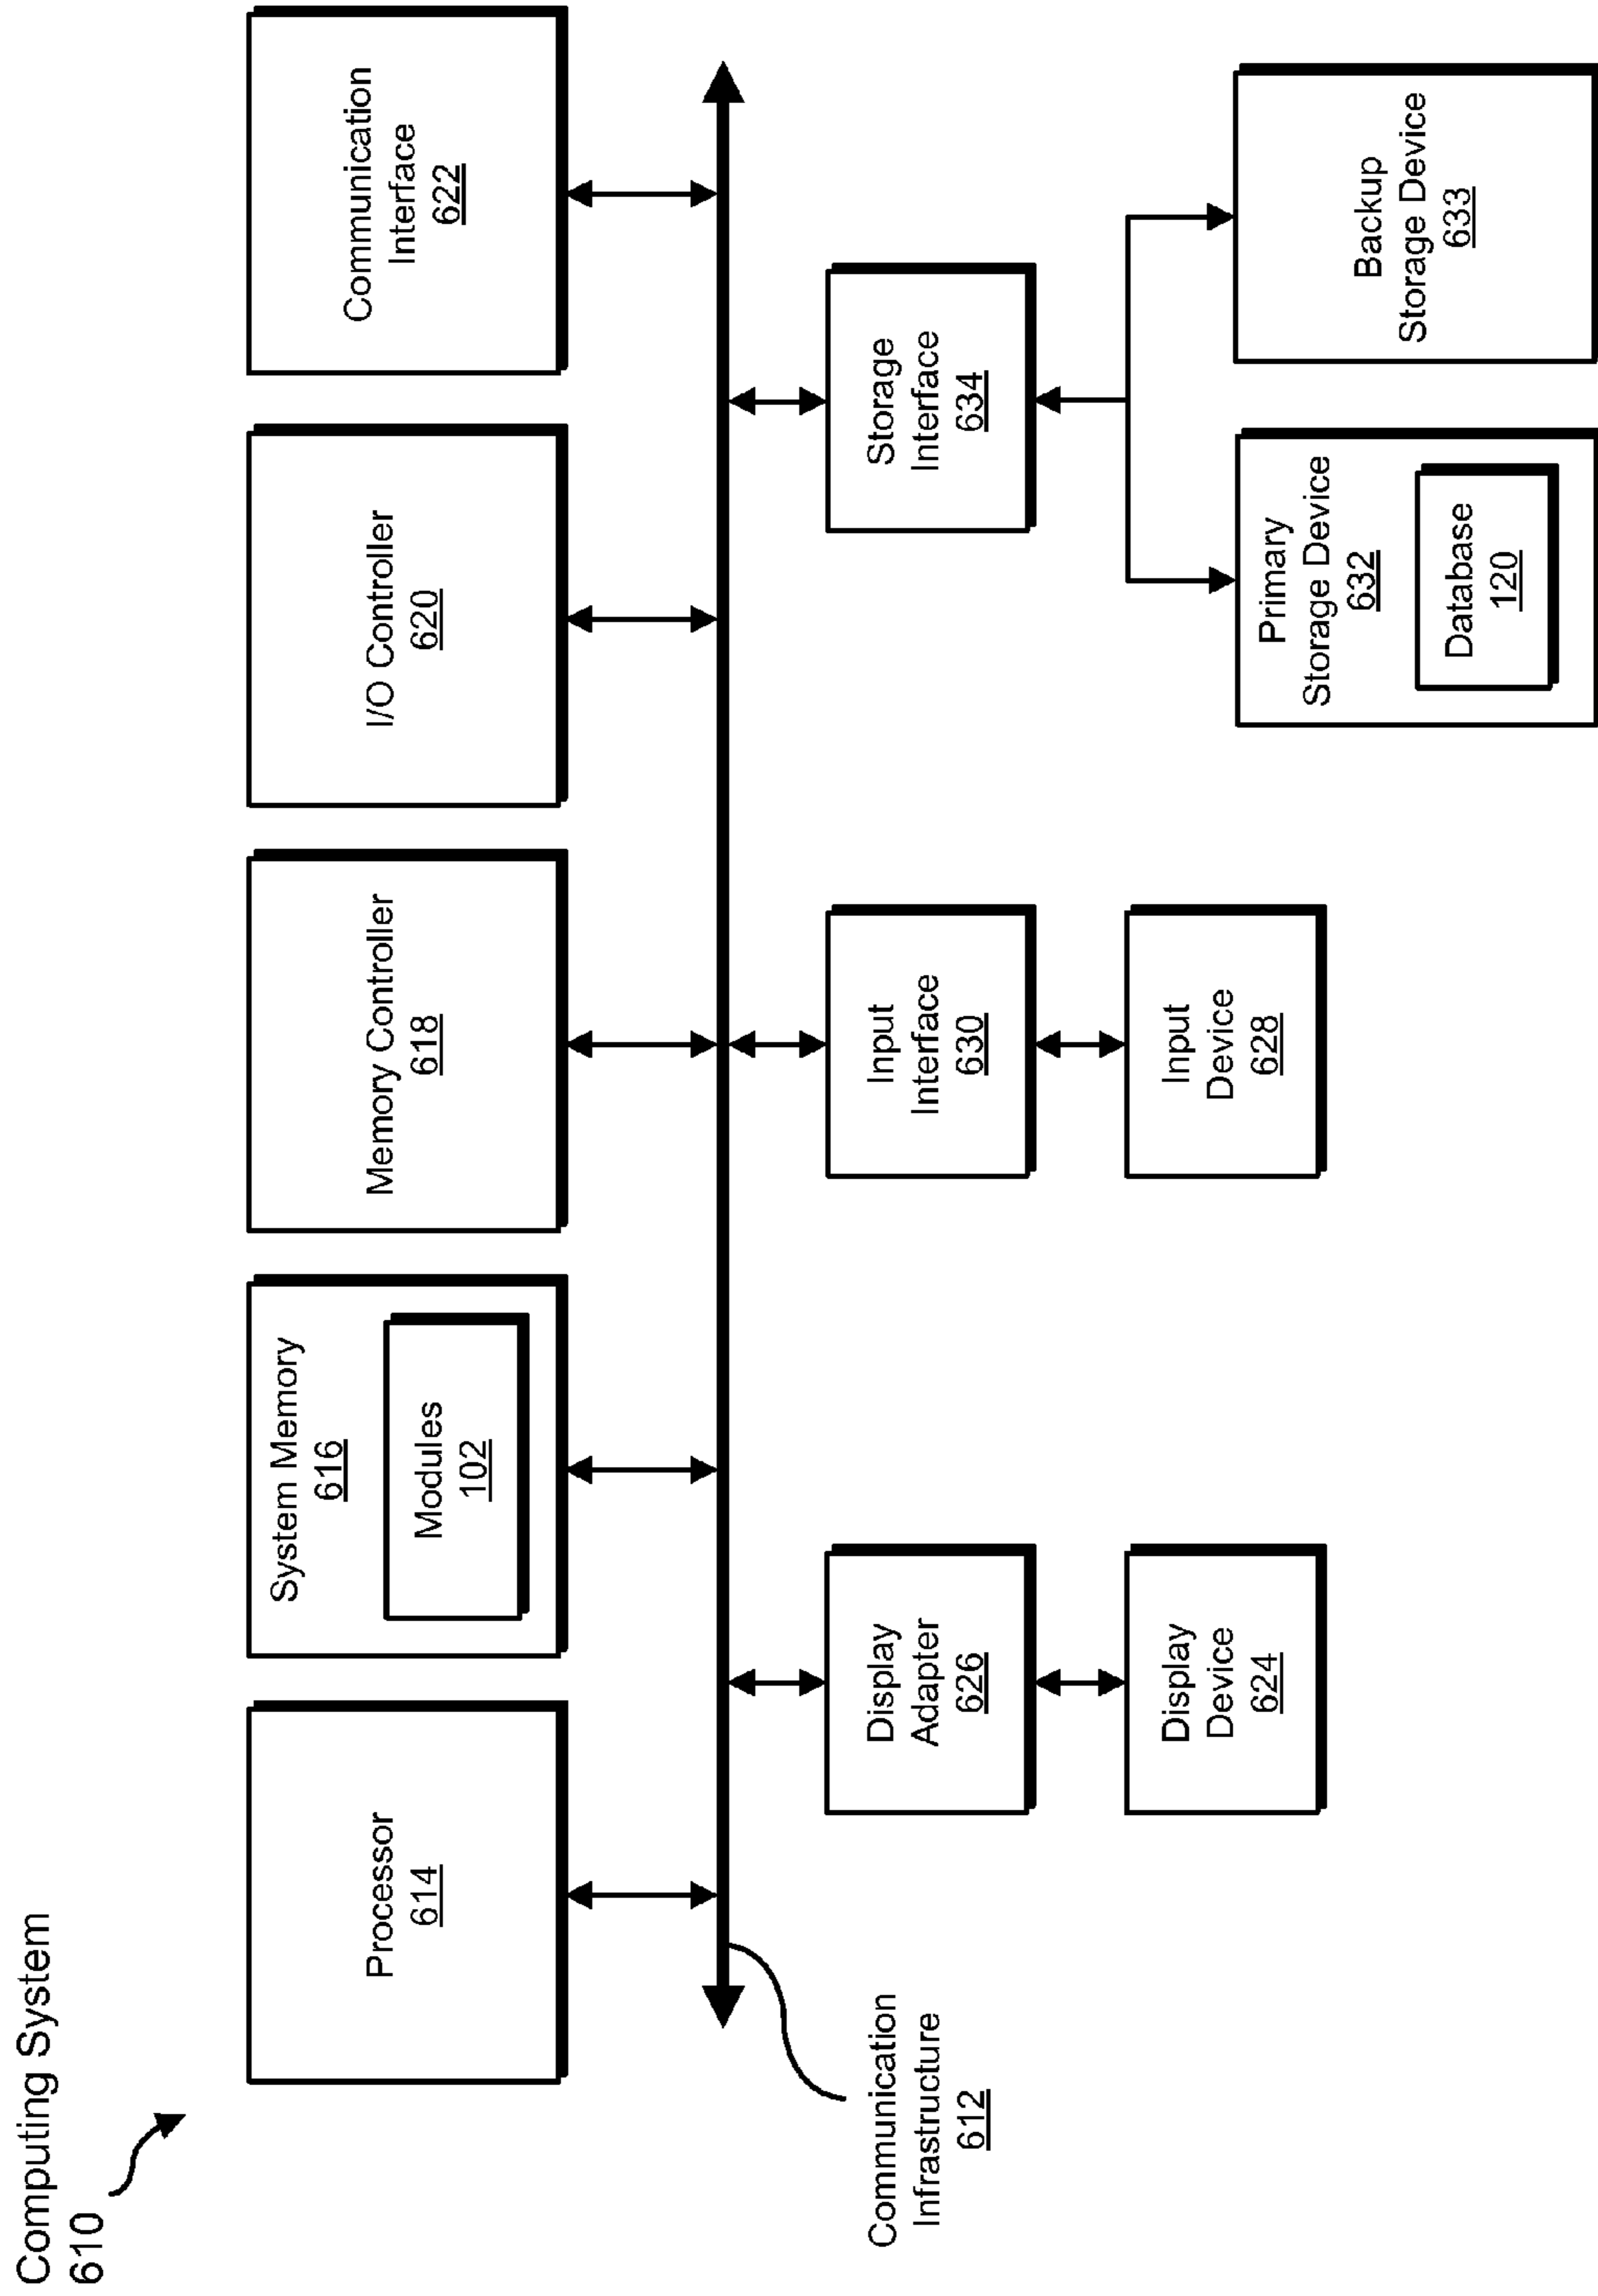 Computing System
610
Processor
614
System Memory
616
Modules
102
Memory Controller
618
I/O Controller
620
Communication
Interface
622
Communication
Infrastructure
612
Display
Adapter
626
Display
Device
624
Input
Interface
630
Input
Device
628
Storage
Interface
634
Primary
Storage Device
632
Database
120
Backup
Storage Device
633